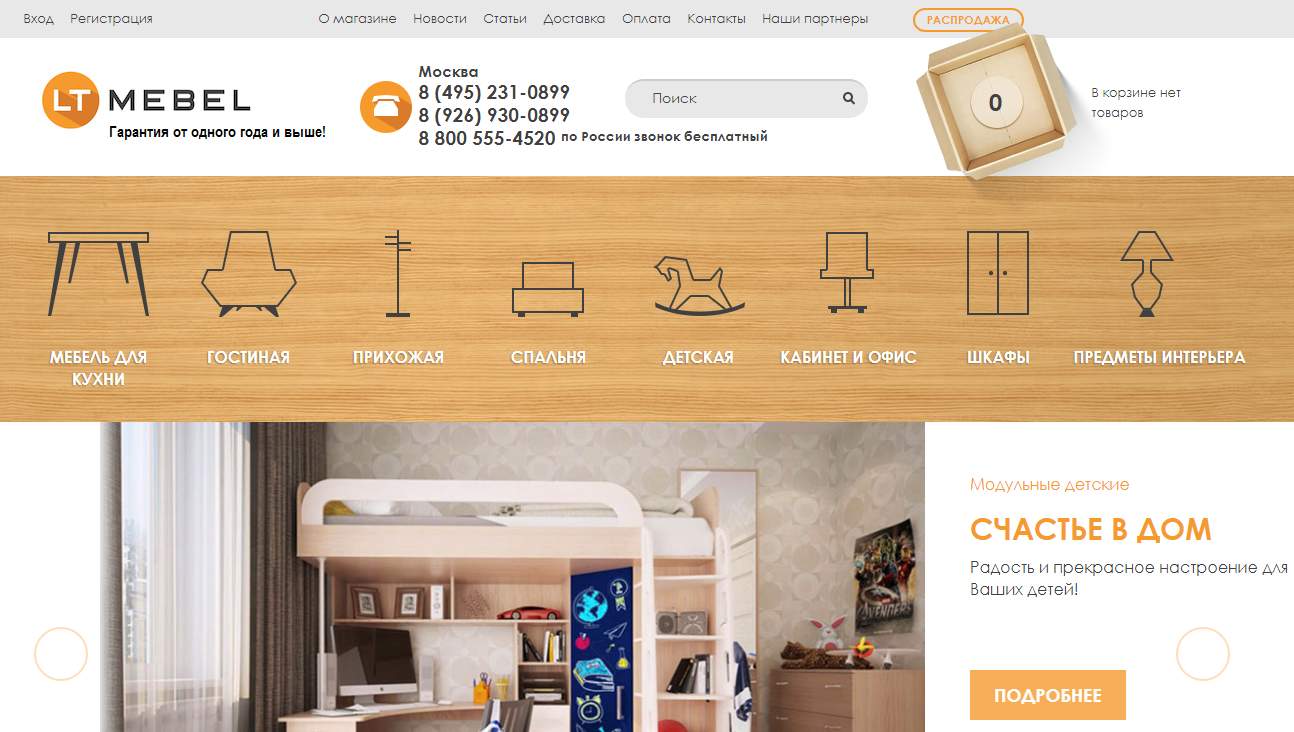 Вход Регистрация О магазине Новости Статьи Доставка Оплата Контакты Наши партнеры РАСПРОДАЖА
LT МЕBEL
Гарантия от одного года и выше!
Москва
8 (495) 231-0899
8 (926) 930-0899
8 800 555-4520 по России звонок бесплатный
Поиск
0
В корзине нет
товаров
МЕБЕЛЬ ДЛЯ
КУХНИ
ГОСТИНАЯ
ПРИХОЖАЯ
СПАЛЬНЯ
ДЕТСКАЯ
КАБИНЕТ И ОФИС
ШКАФЫ
ПРЕДМЕТЫ ИНТЕРЬЕРА
AVENGERS
Модульные детские
СЧАСТЬЕ В ДОМ
Радость и прекрасное настроение для
Ваших детей!
ПОДРОБНЕЕ